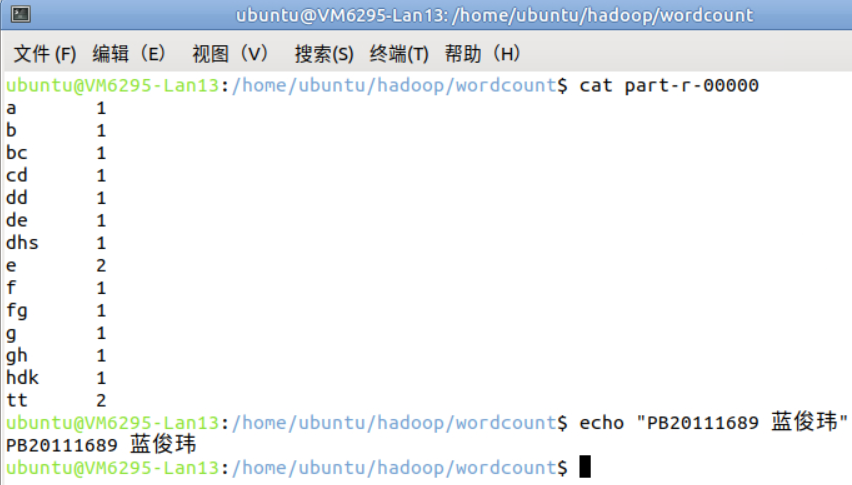 ubuntu@VM6295-Lan13: /home/ubuntu/hadoop/wordcount
文件 (F) 编辑 (E) 视图 (V) 搜索(S) 终端(T) 帮助 (H)
ubuntu@VM6295-Lan13:/home/ubuntu/hadoop/wordcount$ cat part-r-00000
a 1
b 1
bc 1
cd 1
dd 1
de 1
dhs 1
e 2
f 1
fg 1
g 1
gh 1
hdk 1
tt 2
ubuntu@VM6295-Lan13:/home/ubuntu/hadoop/wordcount$ echo "PB20111689 蓝俊玮"
PB20111689 蓝俊玮
ubuntu@VM6295-Lan13:/home/ubuntu/hadoop/wordcount$